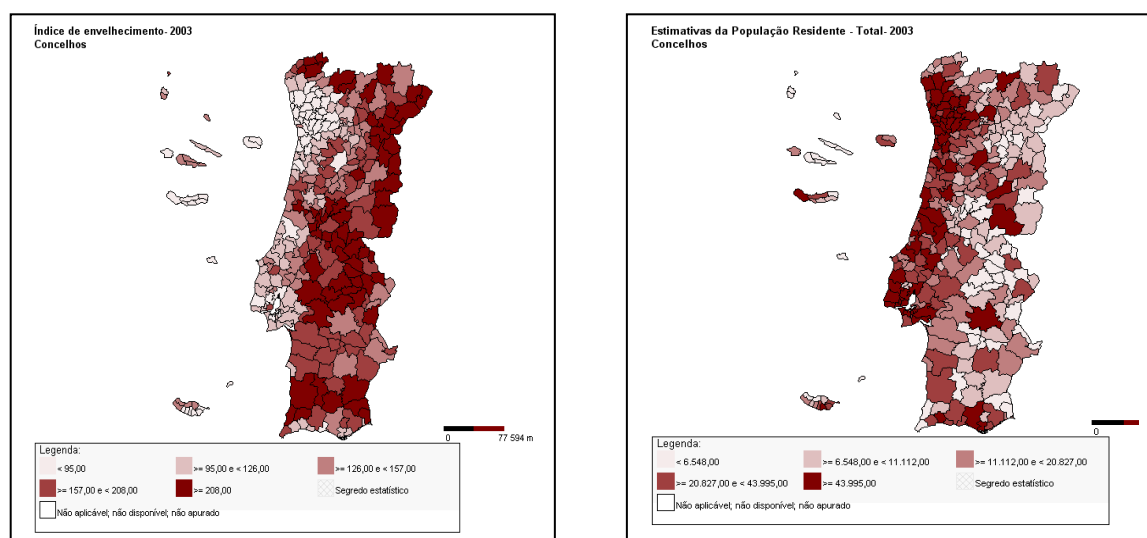 Índice de envelhecimento- 2003
Concelhos
0 77 594 m
Legenda:
< 95,00 >= 95,00 e < 126,00 >= 126,00 e < 157,00
>= 157,00 e < 208,00 >= 208,00 Segredo estatístico
Não aplicável; não disponível; não apurado
Estimativas da População Residente - Total- 2003
Concelhos
0
Legenda:
< 6.548,00 >= 6.548,00 e < 11.112,00 >= 11.112,00 e < 20.827,00
>= 20.827,00 e < 43.995,00 >= 43.995,00 Segredo estatístico
Não aplicável; não disponível; não apurado